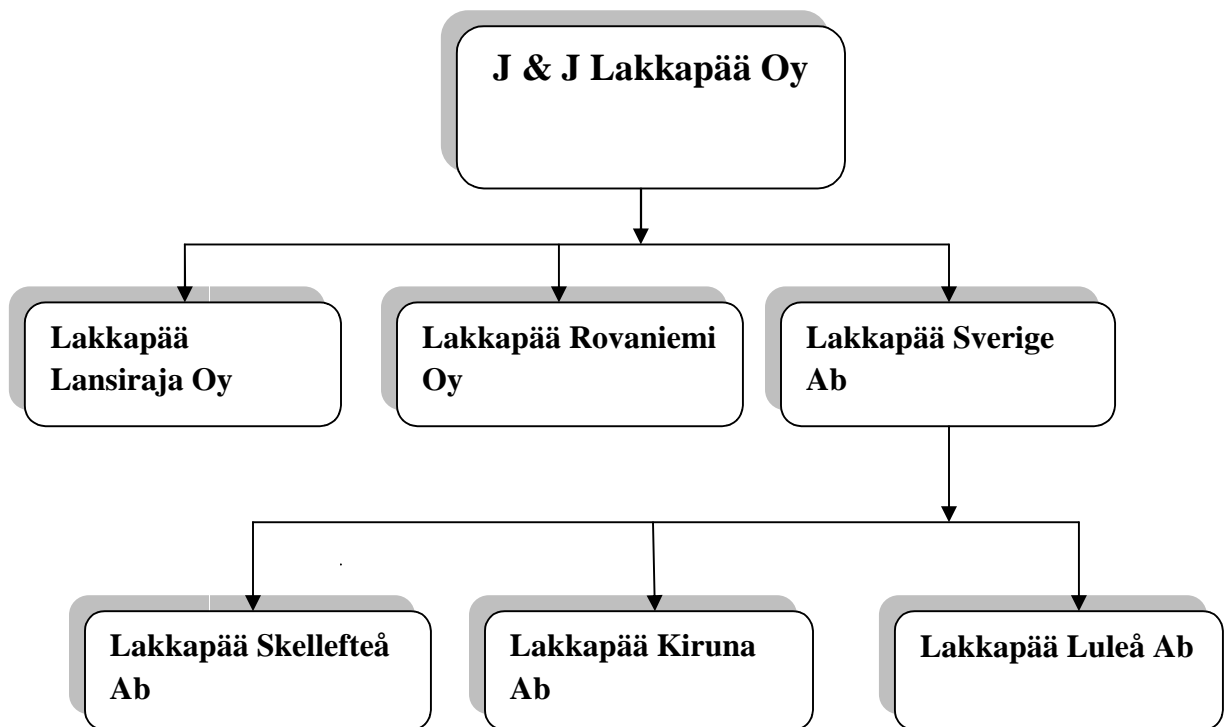 J & J Lakkapää Oy
Lakkapää
Lansiraja Oy
Lakkapää Rovaniemi
Oy
Lakkapää Sverige
Ab
Lakkapää Skellefteå
Ab
Lakkapää Kiruna
Ab
Lakkapää Luleå Ab